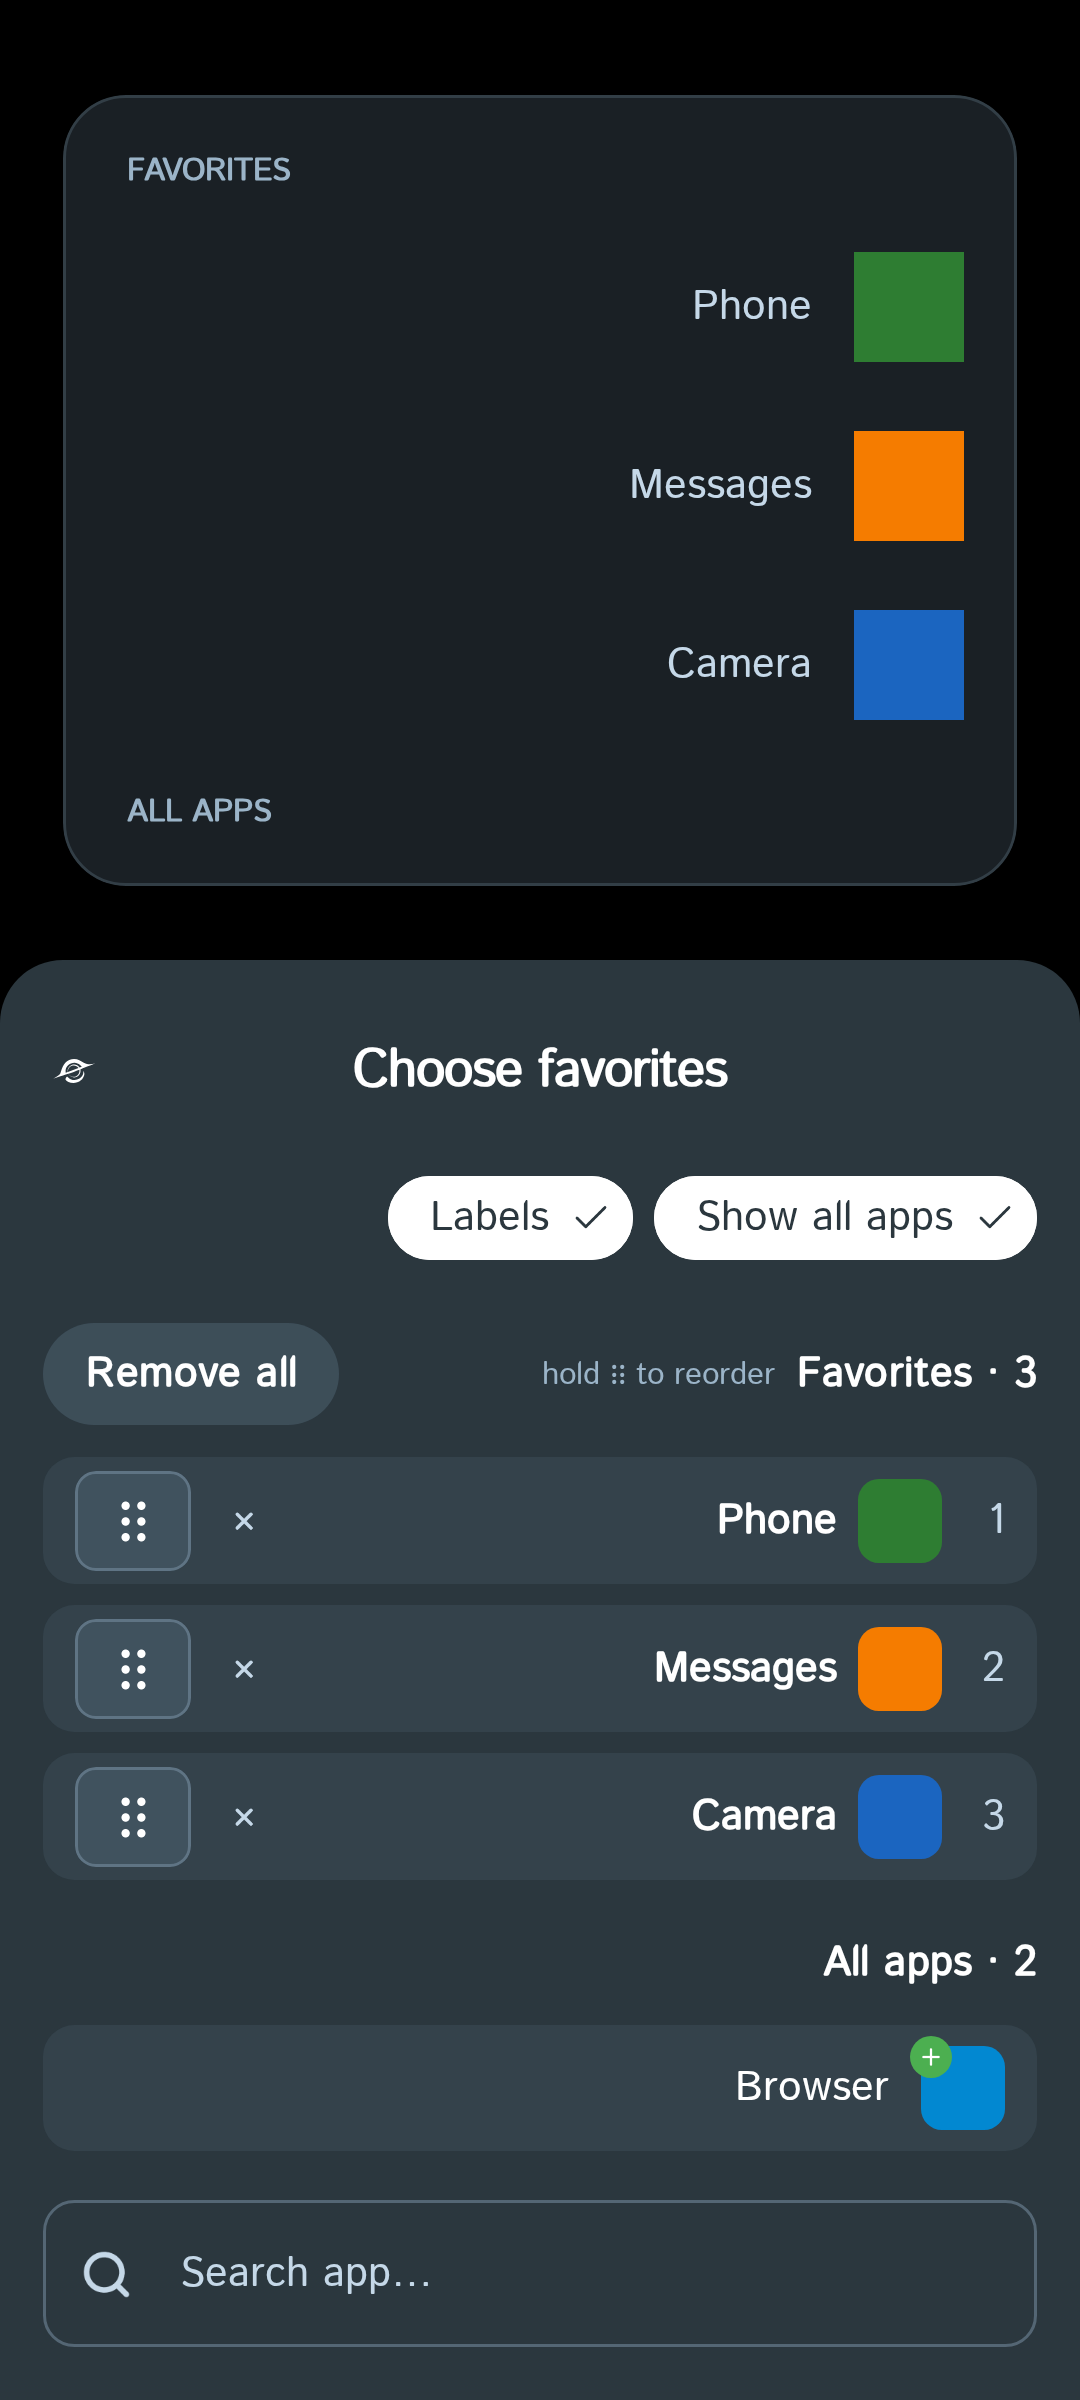 FAVORITES
Phone
Messages
Camera
ALL APPS
Choose favorites
Labels ✓ Show all apps ✓
Remove all hold ⠿ to reorder Favorites · 3
× Phone 1
× Messages 2
× Camera 3
All apps · 2
+ Browser
Search app...